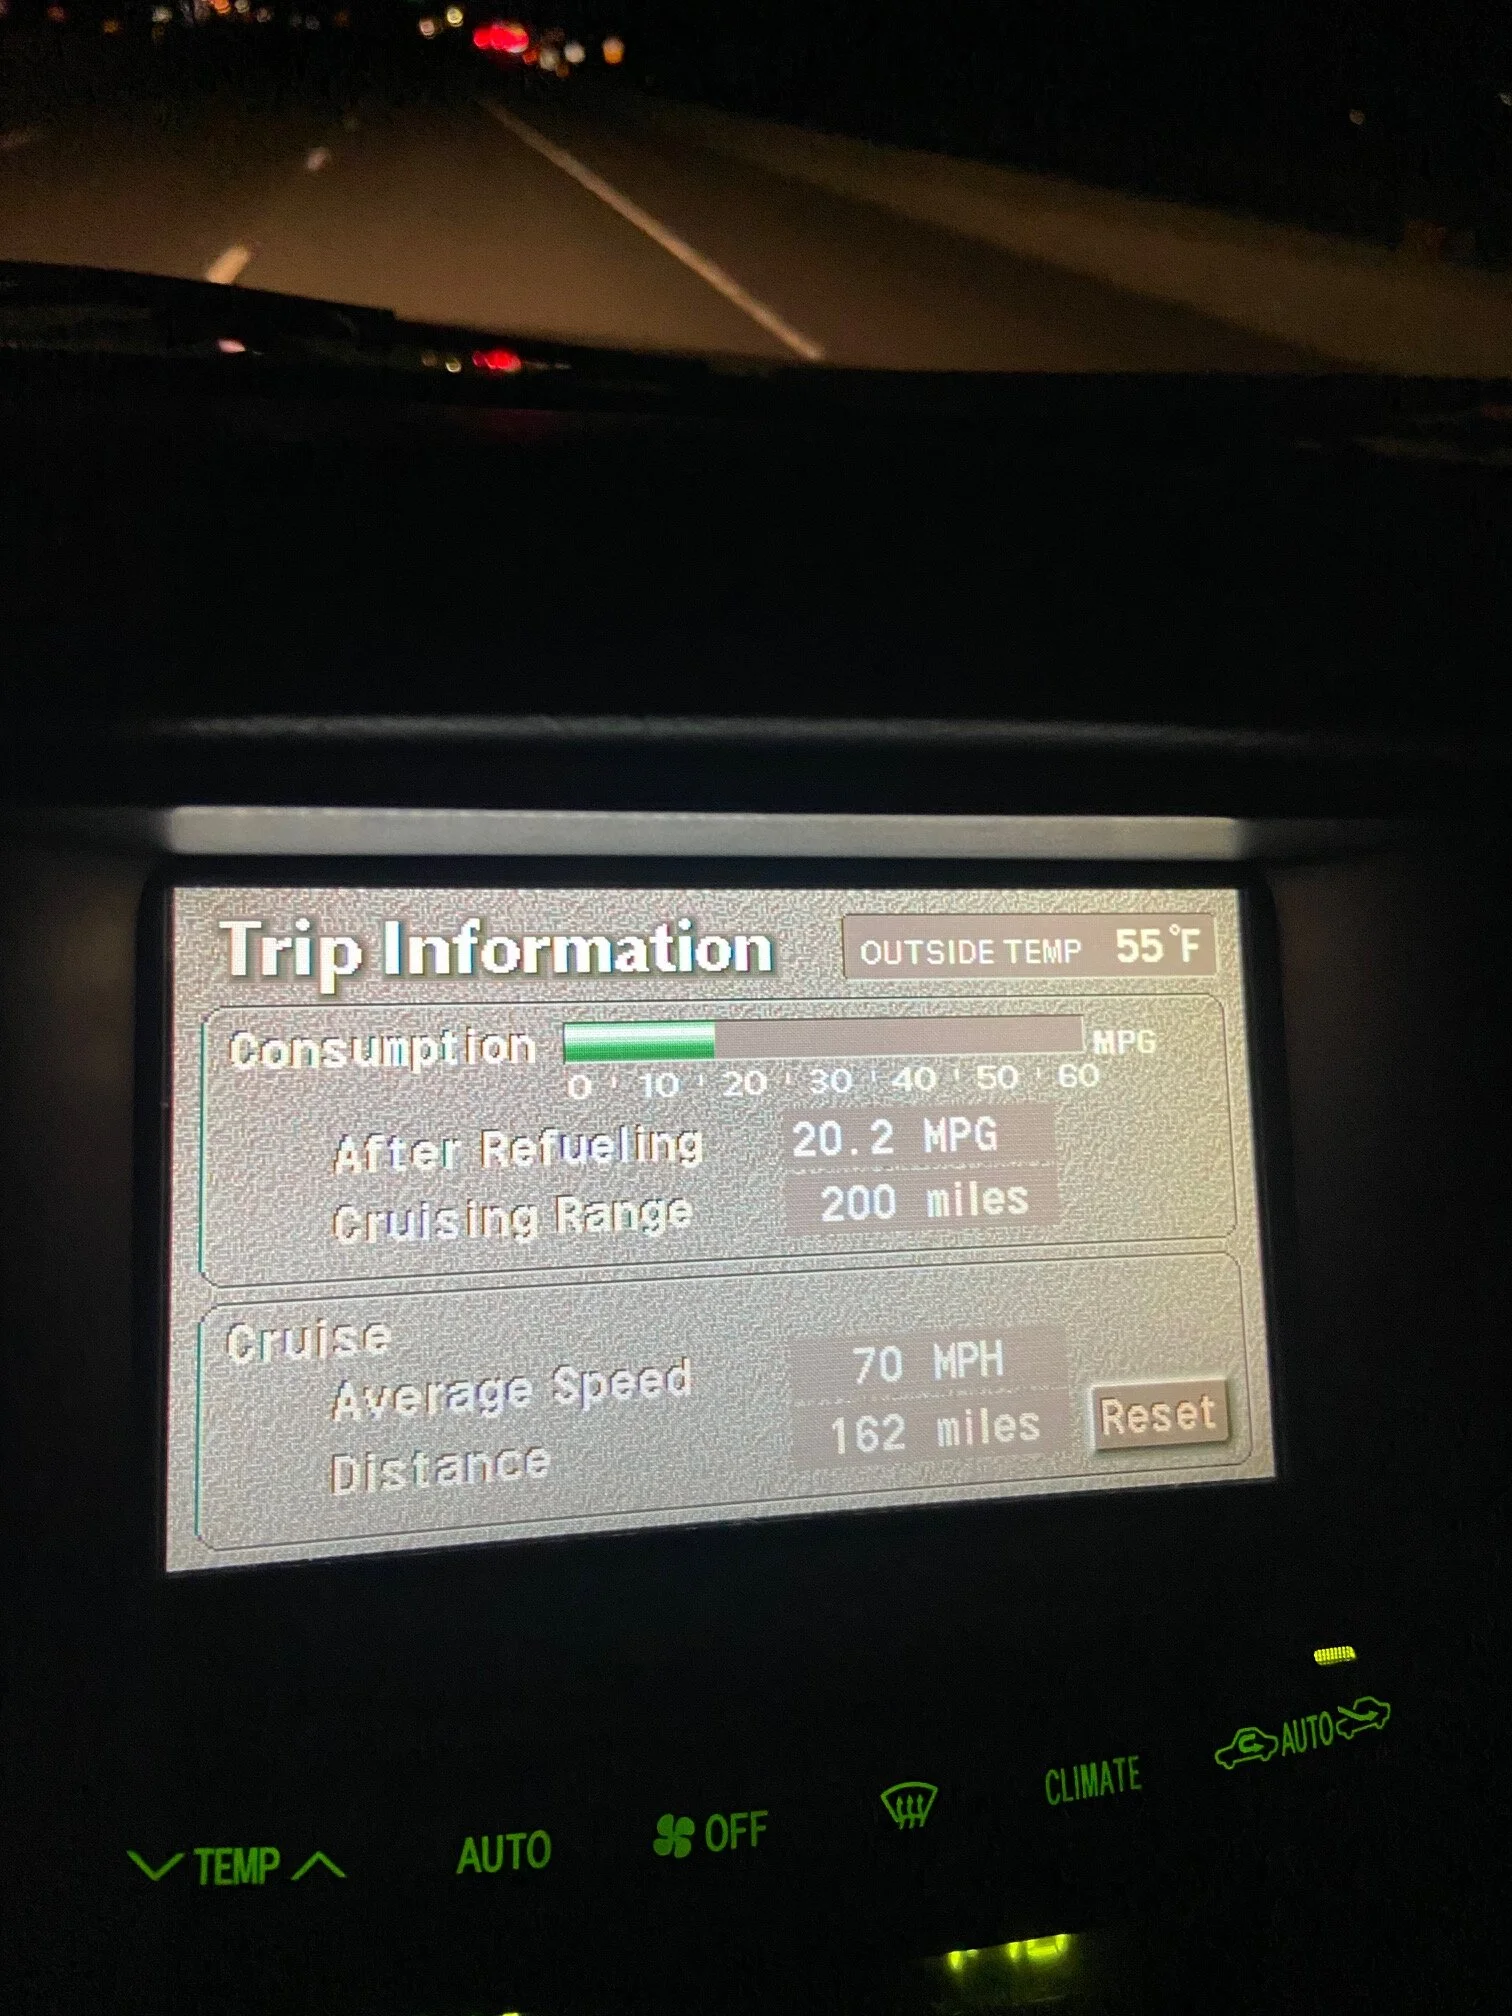 Trip Information OUTSIDE TEMP 55°F
Consumption MPG
0 10 20 30 40 50 60
After Refueling 20.2 MPG
Cruising Range 200 miles
Cruise
Average Speed 70 MPH
Distance 162 miles Reset
TEMP AUTO OFF CLIMATE AUTO